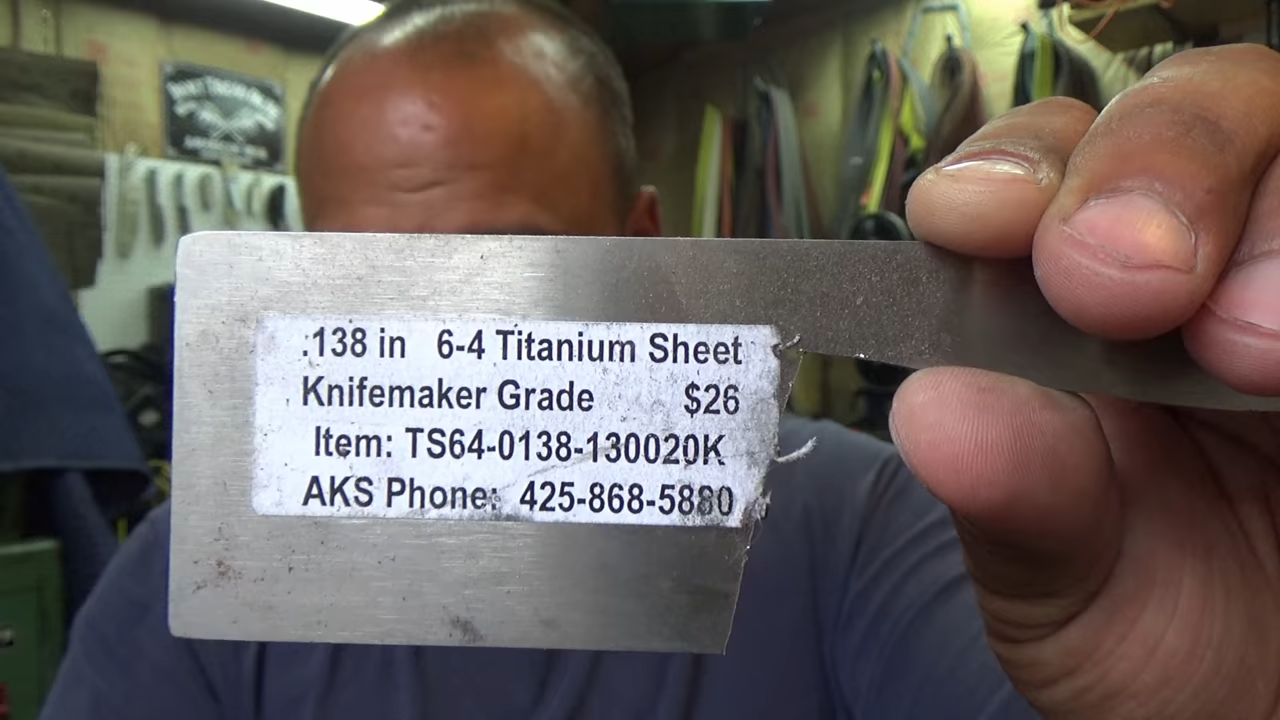 .138 in 6-4 Titanium Sheet
Knifemaker Grade $26
Item: TS64-0138-130020K
AKS Phone: 425-868-5880